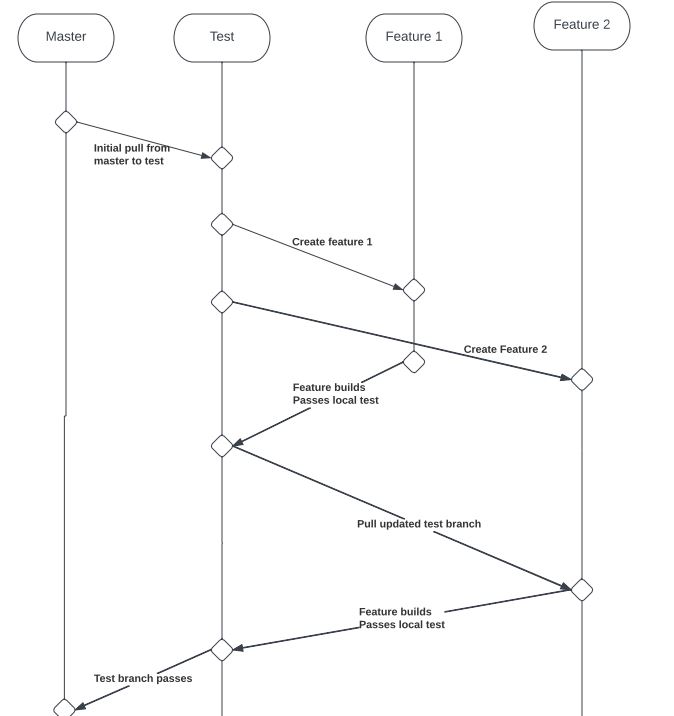 Master
Test
Feature 1
Feature 2
Initial pull from
master to test
Create feature 1
Create Feature 2
Feature builds
Passes local test
Pull updated test branch
Feature builds
Passes local test
Test branch passes